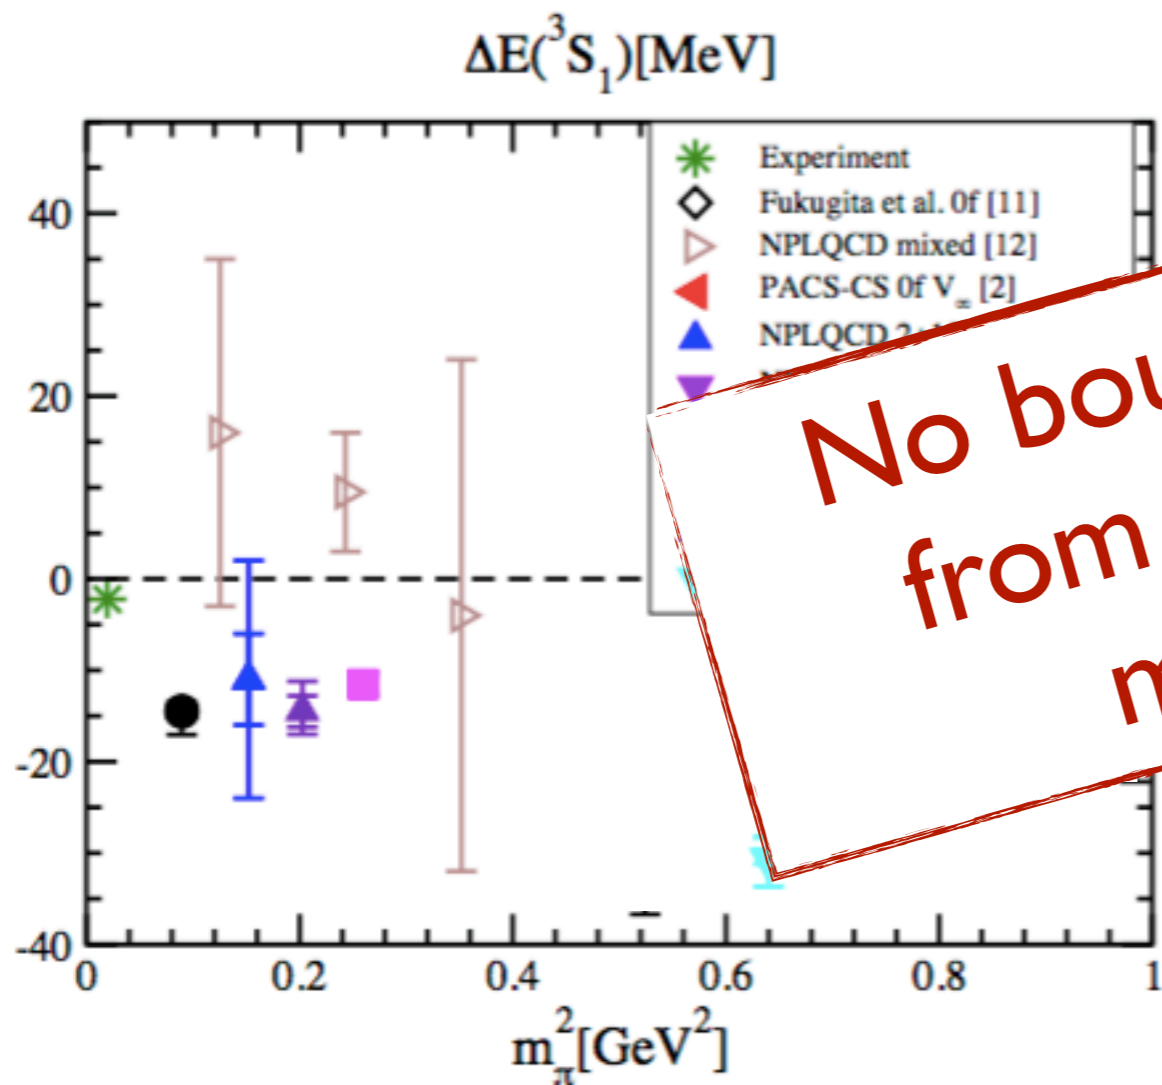 ΔE(³S₁)[MeV]
40
20
0
-20
-40
Experiment
Fukugita et al. 0f [11]
NPLQCD mixed [12]
PACS-CS 0f V∞ [2]
NPLQCD
No
from
0 0.2 0.4 0.6 0.8 1
m²π[GeV²]